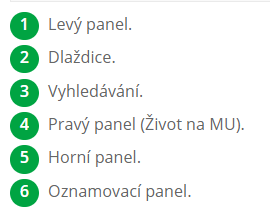 1 Levý panel.
2 Dlaždice.
3 Vyhledávání.
4 Pravý panel (Život na MU).
5 Horní panel.
6 Oznamovací panel.